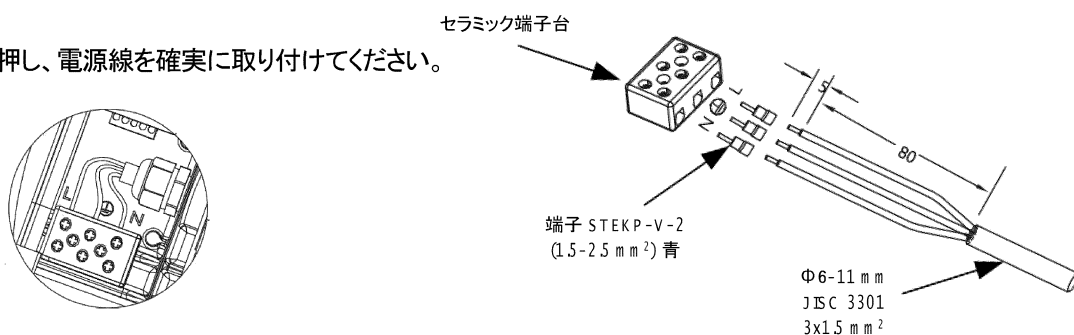 セラミック端子台
押し、電源線を確実に取り付けてください。
L
N
L
N
5
80
端子 STEKP-V-2
(1.5-2.5 mm²) 青
Φ6-11 mm
JISC 3301
3x1.5 mm²